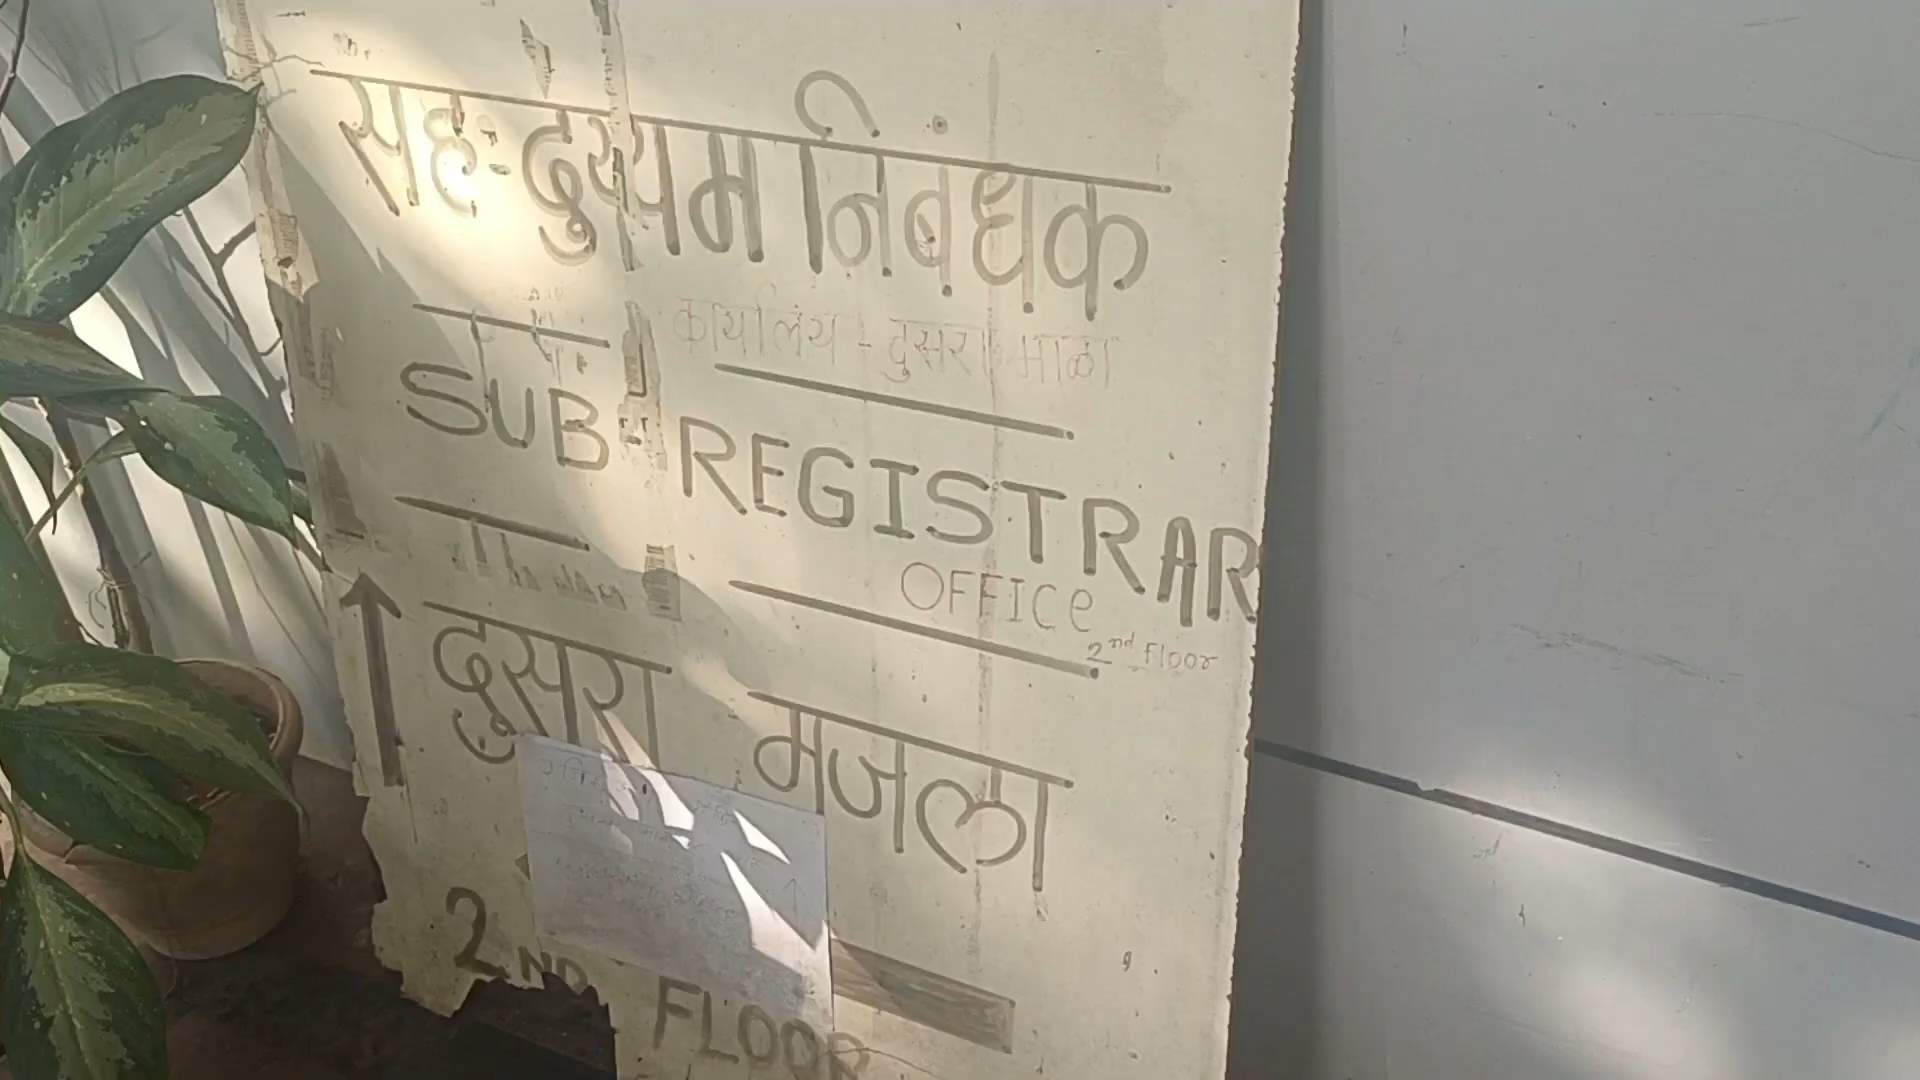 सह-दुय्यम निबंधक
कार्यालय - दुसरा माळा
SUB-REGISTRAR
OFFICe
2nd Floor
दुसरा मजला
2ND FLOOR